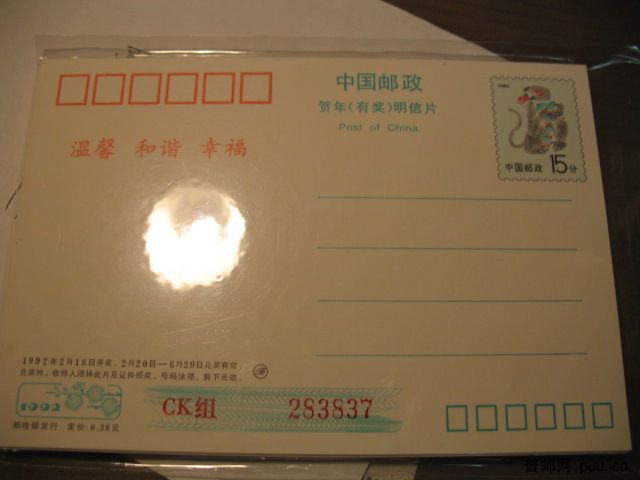 中国邮政
贺年(有奖)明信片
Post of China
中国邮政 15分
温馨 和谐 幸福
1992年2月18日开奖。2月20日—6月20日兑奖有效。
兑奖时,收件人须持此片及证件领奖。号码涂损,剪下无效。
B
1992
CK组 283837
邮电部发行 定价:0.38元
普邮网 puu.cn